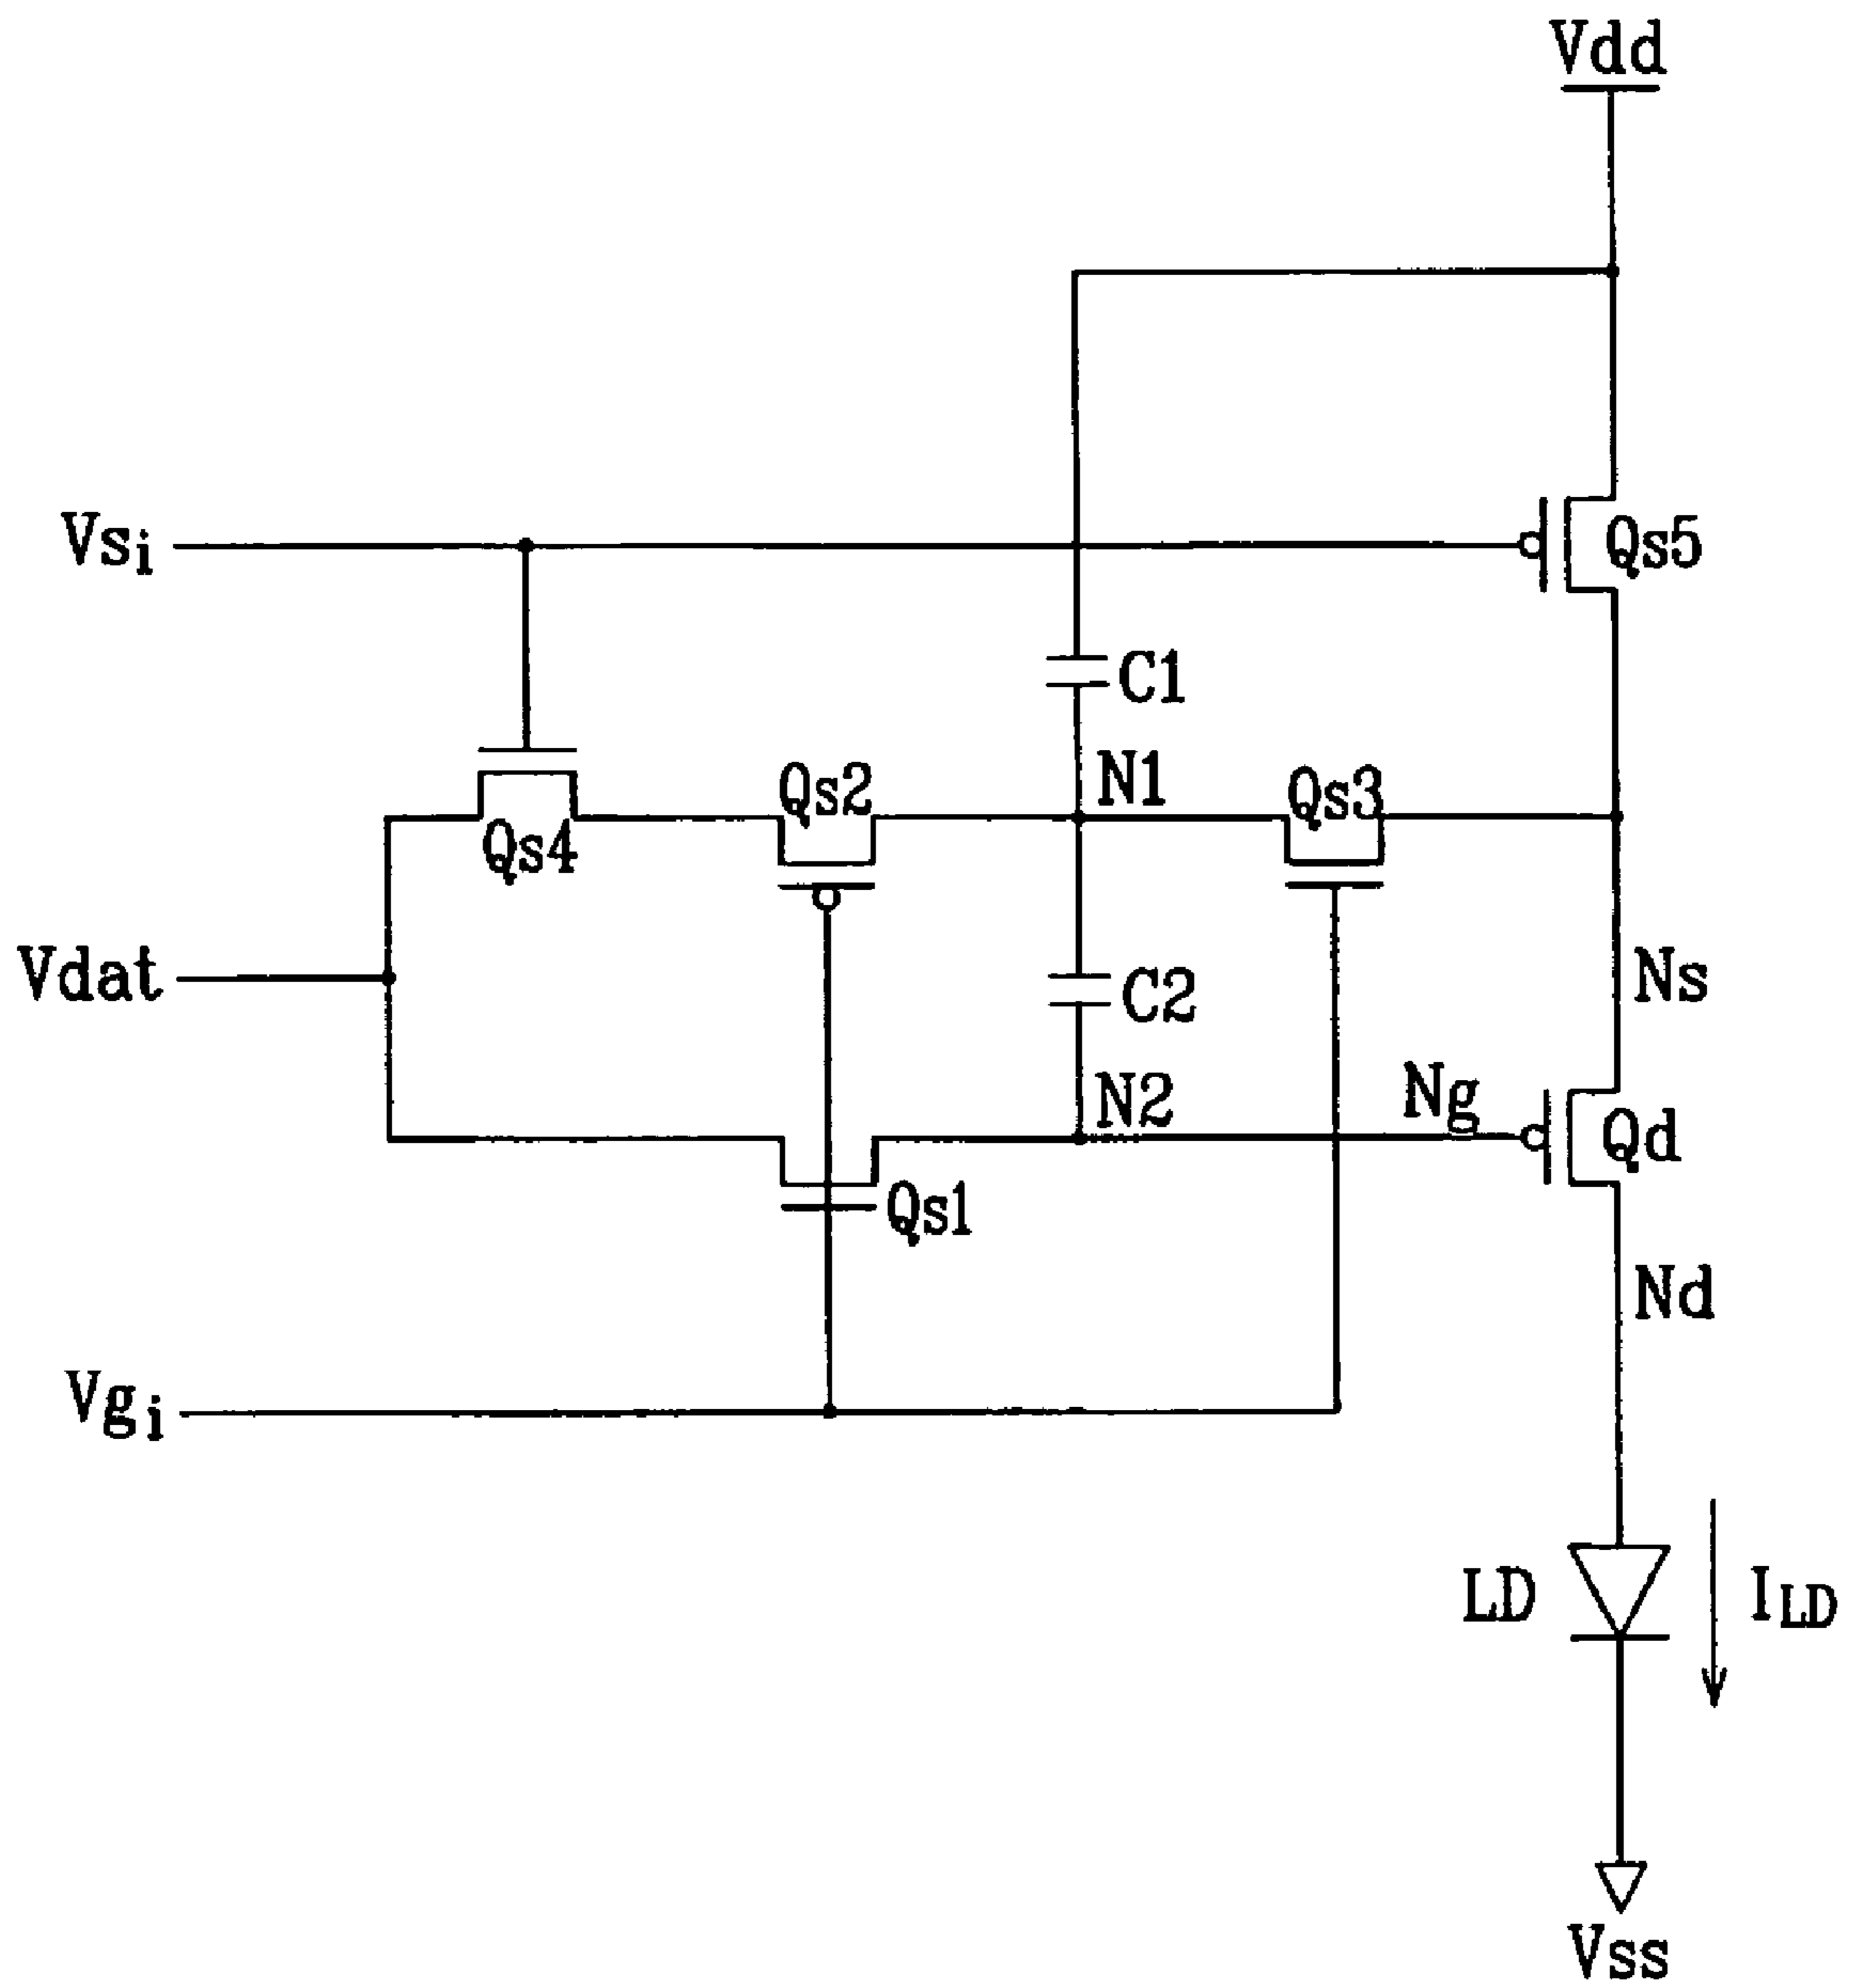 Vdd
Vsi
Qs5
C1
N1
Qs2
Qs3
Qs4
Vdat
C2
Ns
N2
Ng
Qd
Qs1
Nd
Vgi
LD
ILD
Vss